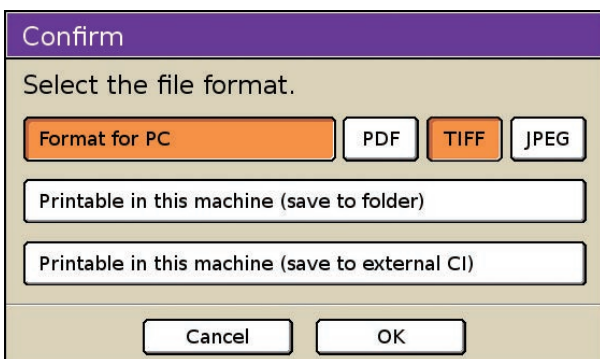 Confirm
Select the file format.
Format for PC PDF TIFF JPEG
Printable in this machine (save to folder)
Printable in this machine (save to external CI)
Cancel OK